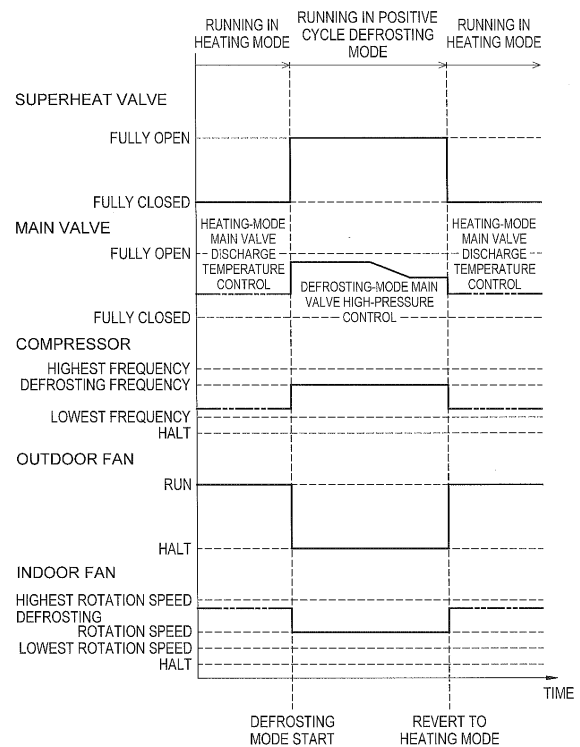 RUNNING IN
HEATING MODE
RUNNING IN POSITIVE
CYCLE DEFROSTING
MODE
RUNNING IN
HEATING MODE
SUPERHEAT VALVE
FULLY OPEN
FULLY CLOSED
MAIN VALVE
HEATING-MODE
MAIN VALVE
DISCHARGE
TEMPERATURE
CONTROL
HEATING-MODE
MAIN VALVE
DISCHARGE
TEMPERATURE
CONTROL
FULLY OPEN
DEFROSTING-MODE MAIN
VALVE HIGH-PRESSURE
CONTROL
FULLY CLOSED
COMPRESSOR
HIGHEST FREQUENCY
DEFROSTING FREQUENCY
LOWEST FREQUENCY
HALT
OUTDOOR FAN
RUN
HALT
INDOOR FAN
HIGHEST ROTATION SPEED
DEFROSTING
ROTATION SPEED
LOWEST ROTATION SPEED
HALT
TIME
DEFROSTING
MODE START
REVERT TO
HEATING MODE